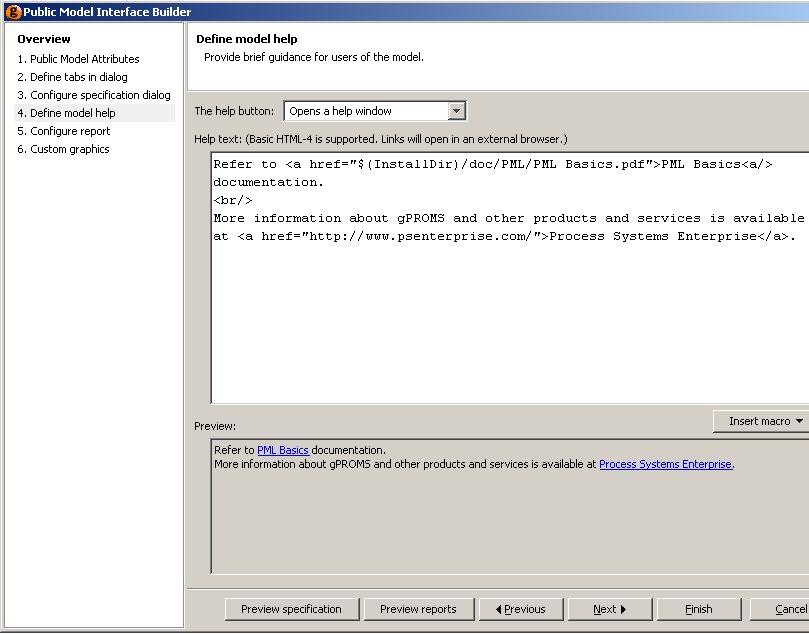 Public Model Interface Builder
Overview
1. Public Model Attributes
2. Define tabs in dialog
3. Configure specification dialog
4. Define model help
5. Configure report
6. Custom graphics
Define model help
Provide brief guidance for users of the model.
The help button: Opens a help window
Help text: (Basic HTML-4 is supported. Links will open in an external browser.)
Refer to <a href="$(InstallDir)/doc/PML/PML Basics.pdf">PML Basics<a/>
documentation.
<br/>
More information about gPROMS and other products and services is available
at <a href="http://www.psenterprise.com/">Process Systems Enterprise</a>.
Insert macro
Preview:
Refer to PML Basics documentation.
More information about gPROMS and other products and services is available at Process Systems Enterprise.
Preview specification Preview reports Previous Next Finish Cancel